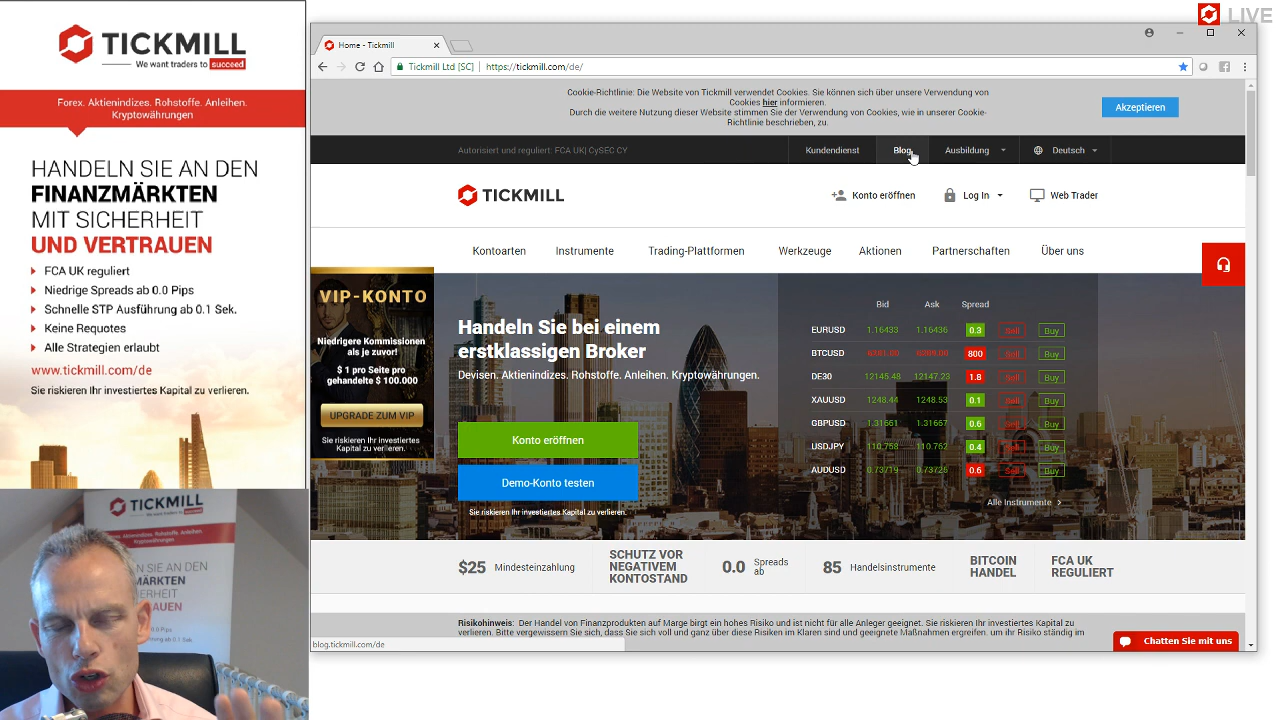 TICKMILL
We want traders to succeed
Forex. Aktienindizes. Rohstoffe. Anleihen.
Kryptowährungen
HANDELN SIE AN DEN
FINANZMÄRKTEN
MIT SICHERHEIT
UND VERTRAUEN
FCA UK reguliert
Niedrige Spreads ab 0.0 Pips
Schnelle STP Ausführung ab 0.1 Sek.
Keine Requotes
Alle Strategien erlaubt
www.tickmill.com/de
Sie riskieren Ihr investiertes Kapital zu verlieren.
LIVE
Home - Tickmill
Tickmill Ltd [SC]
https://tickmill.com/de/
Cookie-Richtlinie: Die Website von Tickmill verwendet Cookies. Sie können sich über unsere Verwendung von
Cookies hier informieren.
Durch die weitere Nutzung dieser Website stimmen Sie der Verwendung von Cookies, wie in unserer Cookie-
Richtlinie beschrieben, zu.
Akzeptieren
Autorisiert und reguliert: FCA UK| CySEC CY
Kundendienst
Blog
Ausbildung
Deutsch
TICKMILL
Konto eröffnen
Log In
Web Trader
Kontoarten
Instrumente
Trading-Plattformen
Werkzeuge
Aktionen
Partnerschaften
Über uns
VIP-KONTO
Niedrigere Kommissionen
als je zuvor!
$ 1 pro Seite pro
gehandelte $ 100.000
UPGRADE ZUM VIP
Sie riskieren Ihr investiertes
Kapital zu verlieren.
Handeln Sie bei einem
erstklassigen Broker
Devisen. Aktienindizes. Rohstoffe. Anleihen. Kryptowährungen.
Konto eröffnen
Demo-Konto testen
Sie riskieren Ihr investiertes Kapital zu verlieren.
Bid Ask Spread
EURUSD 1.16433 1.16436 0.3 Sell Buy
BTCUSD 800 Sell Buy
DE30 12145.48 12147.23 1.8 Sell Buy
XAUUSD 1248.44 1248.53 0.1 Sell Buy
GBPUSD 1.31661 1.31667 0.6 Sell Buy
USDJPY 110.758 110.762 0.4 Sell Buy
AUDUSD 0.73719 0.73725 0.6 Sell Buy
Alle Instrumente
$25 Mindesteinzahlung
SCHUTZ VOR
NEGATIVEM
KONTOSTAND
0.0 Spreads
ab
85 Handelsinstrumente
BITCOIN
HANDEL
FCA UK
REGULIERT
Risikohinweis: Der Handel von Finanzprodukten auf Marge birgt ein hohes Risiko und ist nicht für alle Anleger geeignet. Sie riskieren Ihr investiertes Kapital zu
verlieren. Bitte vergewissern Sie sich, dass Sie sich voll und ganz über diese Risiken im Klaren sind und geeignete Maßnahmen ergreifen, um ihr Risiko ständig im
Chatten Sie mit uns
blog.tickmill.com/de
TICKMILL